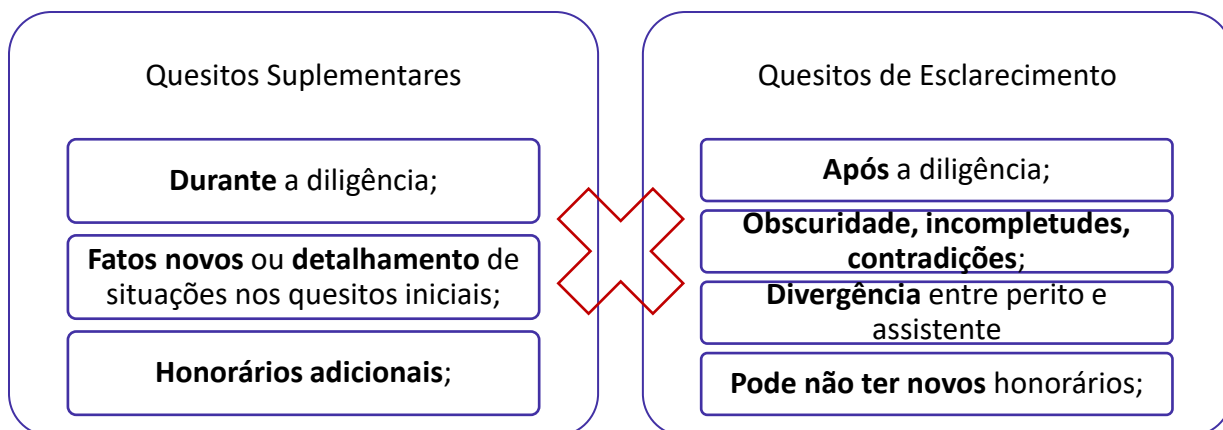 Quesitos Suplementares
Durante a diligência;
Fatos novos ou detalhamento de
situações nos quesitos iniciais;
Honorários adicionais;
Quesitos de Esclarecimento
Após a diligência;
Obscuridade, incompletudes,
contradições;
Divergência entre perito e
assistente
Pode não ter novos honorários;